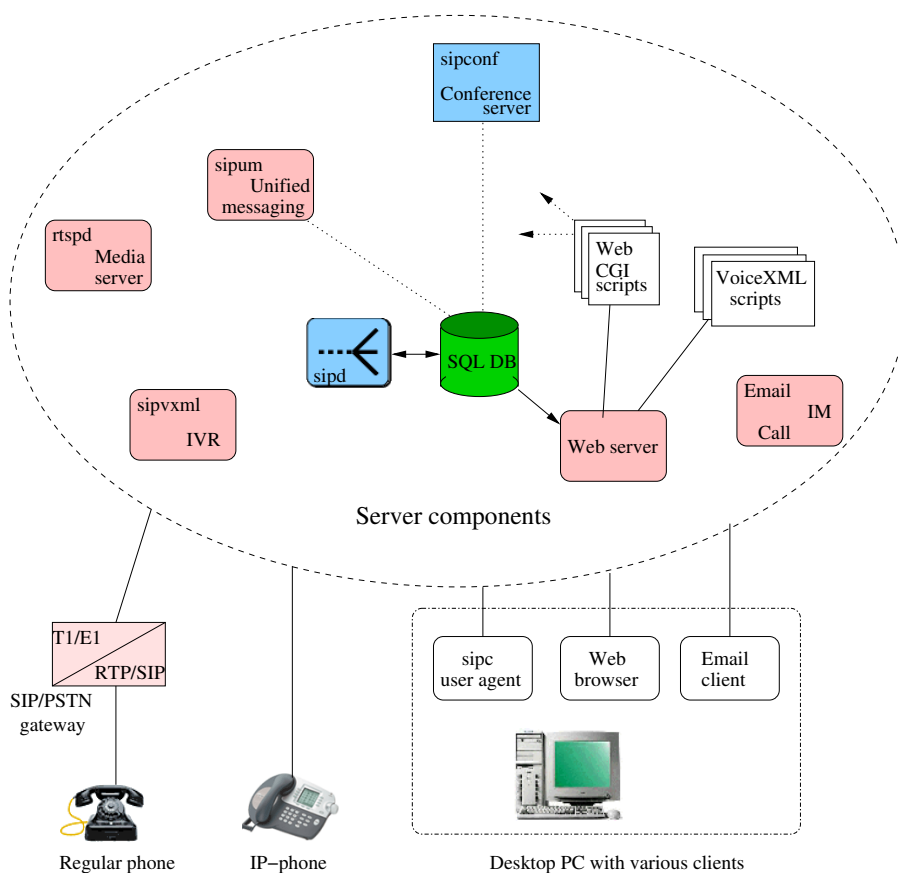 sipconf
Conference
server
sipum
Unified
messaging
rtspd
Media
server
Web
CGI
scripts
VoiceXML
scripts
sipd
SQL DB
sipvxml
IVR
Email
IM
Call
Web server
Server components
T1/E1
RTP/SIP
SIP/PSTN
gateway
sipc
user agent
Web
browser
Email
client
Regular phone
IP−phone
Desktop PC with various clients